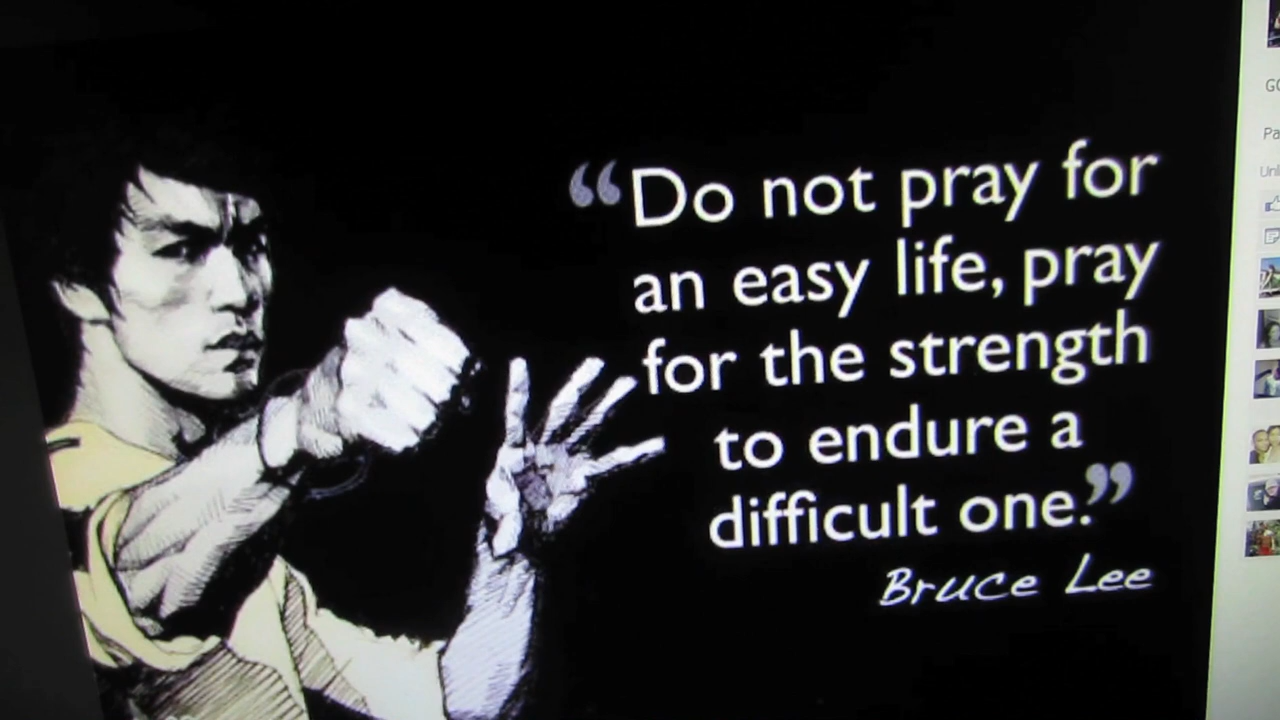 “Do not pray for
an easy life, pray
for the strength
to endure a
difficult one.”
Bruce Lee